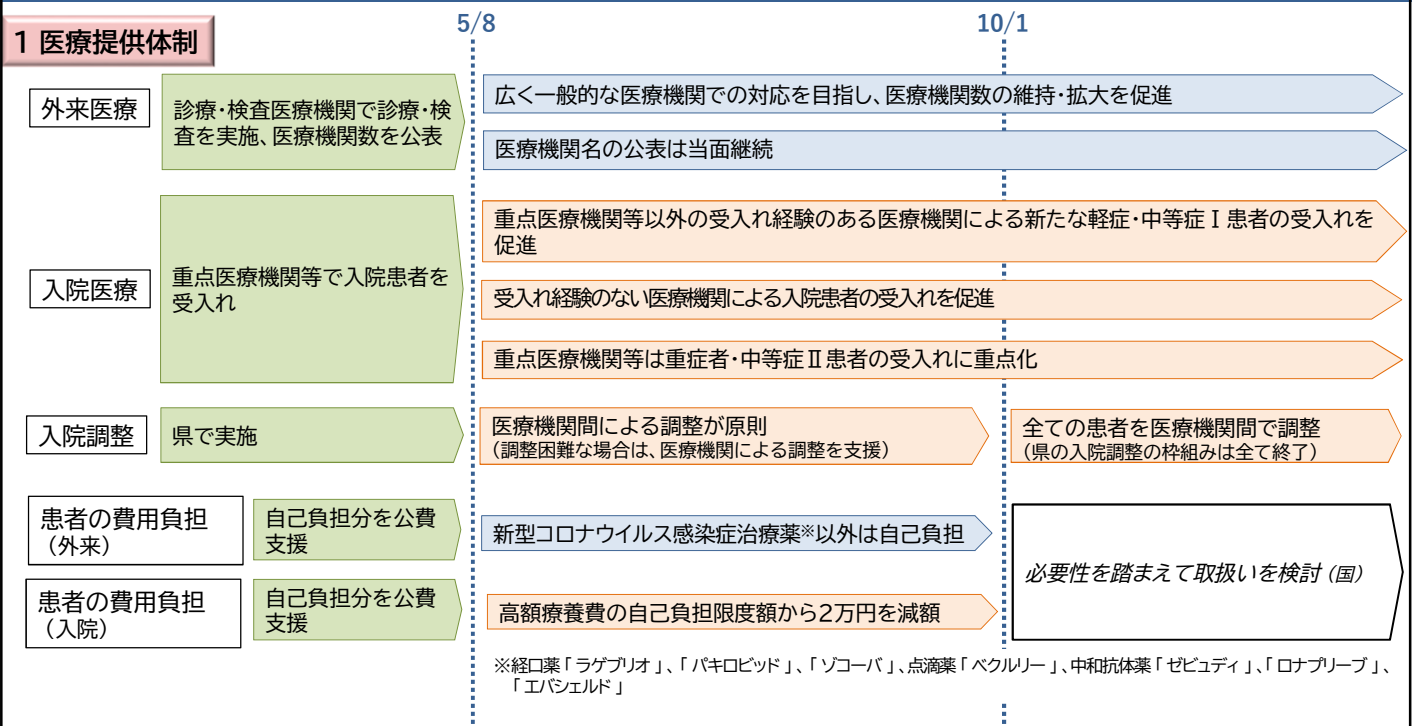 5/8
10/1
1 医療提供体制
外来医療
診療・検査医療機関で診療・検
査を実施、医療機関数を公表
広く一般的な医療機関での対応を目指し、医療機関数の維持・拡大を促進
医療機関名の公表は当面継続
入院医療
重点医療機関等で入院患者を
受入れ
重点医療機関等以外の受入れ経験のある医療機関による新たな軽症・中等症Ⅰ患者の受入れを
促進
受入れ経験のない医療機関による入院患者の受入れを促進
重点医療機関等は重症者・中等症Ⅱ患者の受入れに重点化
入院調整
県で実施
医療機関間による調整が原則
(調整困難な場合は、医療機関による調整を支援)
全ての患者を医療機関間で調整
(県の入院調整の枠組みは全て終了)
患者の費用負担
(外来)
自己負担分を公費
支援
新型コロナウイルス感染症治療薬※以外は自己負担
必要性を踏まえて取扱いを検討(国)
患者の費用負担
(入院)
自己負担分を公費
支援
高額療養費の自己負担限度額から2万円を減額
※経口薬「ラゲブリオ」、「パキロビッド」、「ゾコーバ」、点滴薬「ベクルリー」、中和抗体薬「ゼビュディ」、「ロナプリーブ」、
「エバシェルド」